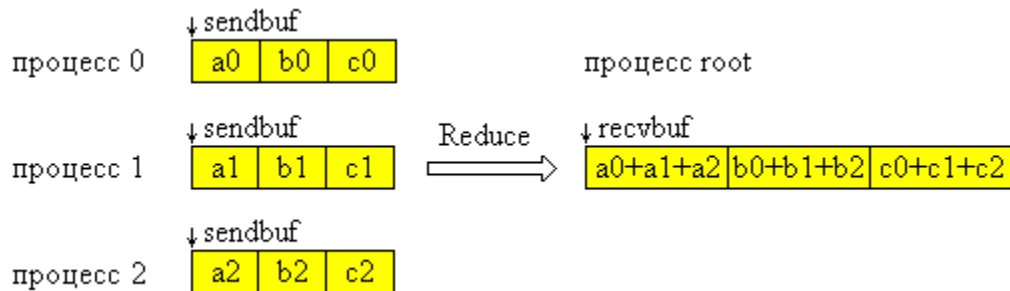 ↓ sendbuf
процесс 0 a0 b0 c0 процесс root
↓ sendbuf Reduce ↓ recvbuf
процесс 1 a1 b1 c1 a0+a1+a2 b0+b1+b2 c0+c1+c2
↓ sendbuf
процесс 2 a2 b2 c2